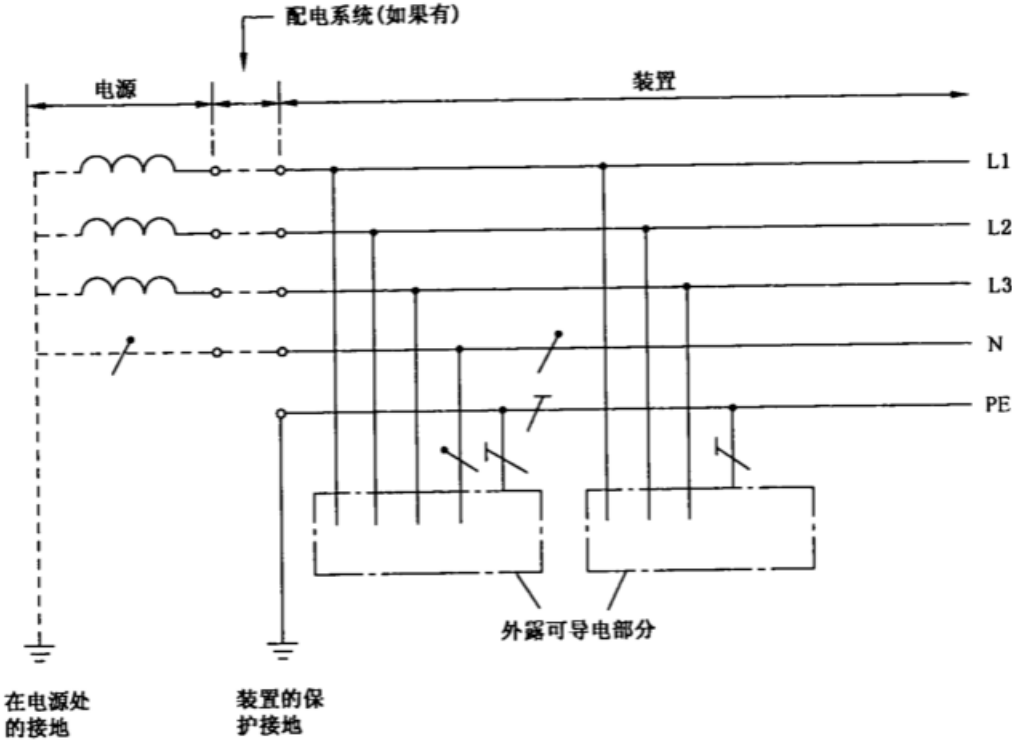 配电系统(如果有)
电源
装置
L1
L2
L3
N
PE
外露可导电部分
在电源处
的接地
装置的保
护接地